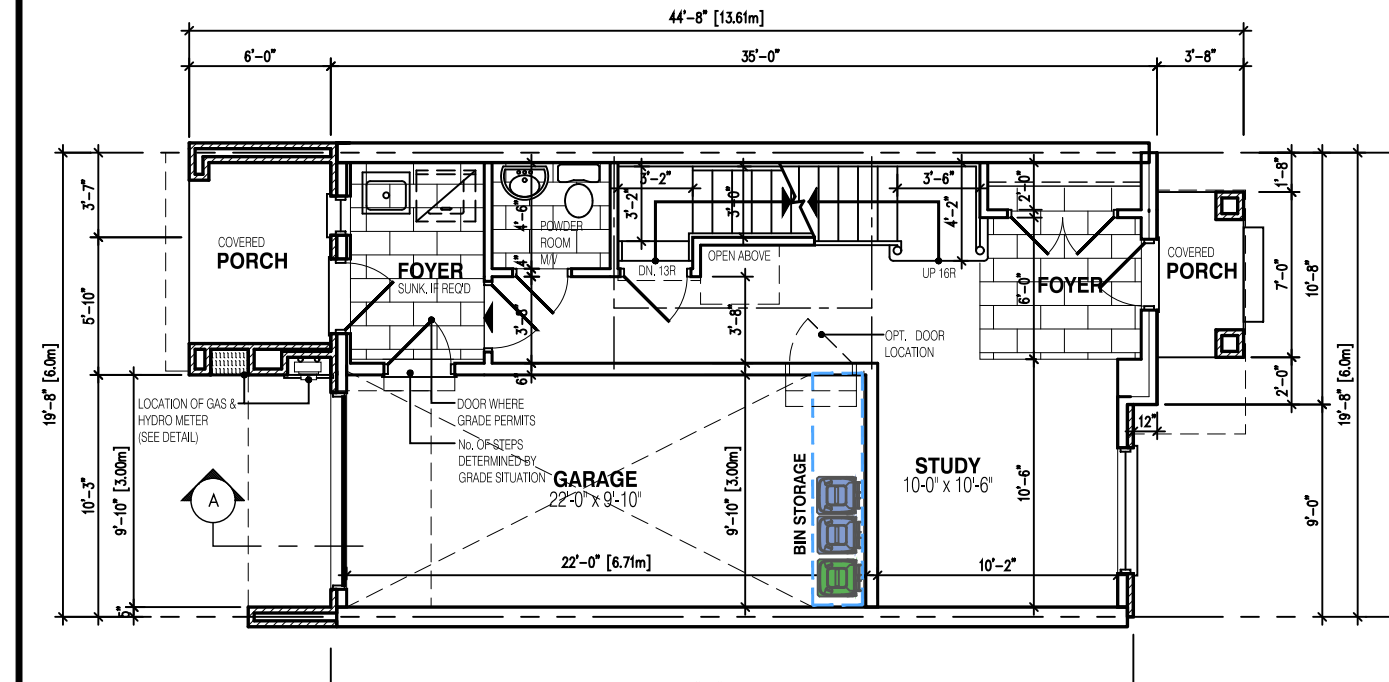 44'-8" [13.61m]
6'-0"
35'-0"
3'-8"
3'-7"
5'-10"
19'-8" [6.0m]
10'-3"
9'-10" [3.00m]
COVERED
PORCH
FOYER
SUNK. IF REQ'D
4'-6"
4"
POWDER
ROOM
M/V
3'-2"
3'-2"
3'-0"
DN. 13R
OPEN ABOVE
3'-6"
4'-2"
UP 16R
2'-0"
6'-0"
FOYER
COVERED
PORCH
1'-8"
7'-0"
10'-8"
2'-0"
19'-8" [6.0m]
9'-0"
12"
3'-8"
3'-8"
6"
OPT. DOOR
LOCATION
LOCATION OF GAS &
HYDRO METER
(SEE DETAIL)
DOOR WHERE
GRADE PERMITS
No. OF STEPS
DETERMINED BY
GRADE SITUATION
A
GARAGE
22'-0" x 9'-10"
9'-10" [3.00m]
BIN STORAGE
STUDY
10-0" x 10'-6"
10'-6"
22'-0" [6.71m]
10'-2"